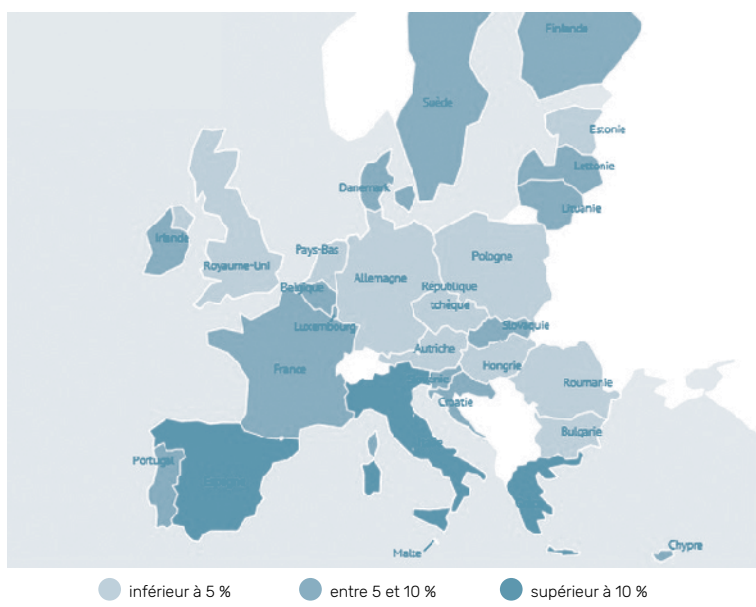 Finlande
Suède
Estonie
Lettonie
Lituanie
Danemark
Irlande
Royaume-Uni
Pays-Bas
Pologne
Allemagne
Belgique
République
tchèque
Luxembourg
Slovaquie
Autriche
Hongrie
France
Slovénie
Roumanie
Croatie
Bulgarie
Portugal
Espagne
Malte
Chypre
inférieur à 5 %
entre 5 et 10 %
supérieur à 10 %